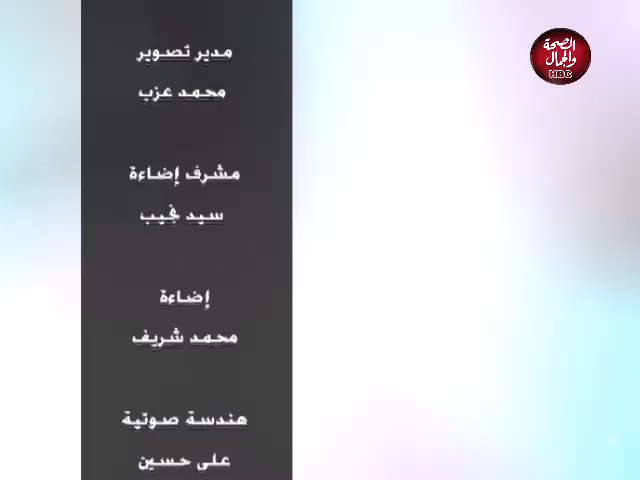 مدير تصوير
محمد عزب
مشرف إضاءة
سيد نجيب
إضاءة
محمد شريف
هندسة صوتية
على حسين
الصحة
والجمال
HBC